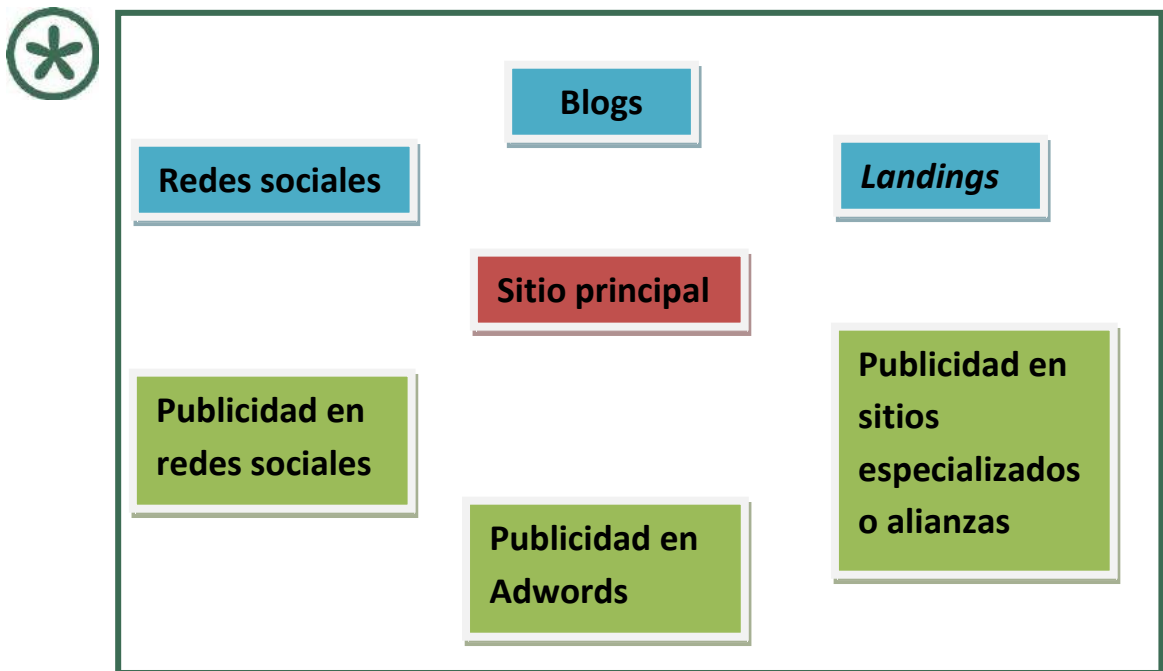 Blogs
Redes sociales
Landings
Sitio principal
Publicidad en
redes sociales
Publicidad en
sitios
especializados
o alianzas
Publicidad en
Adwords